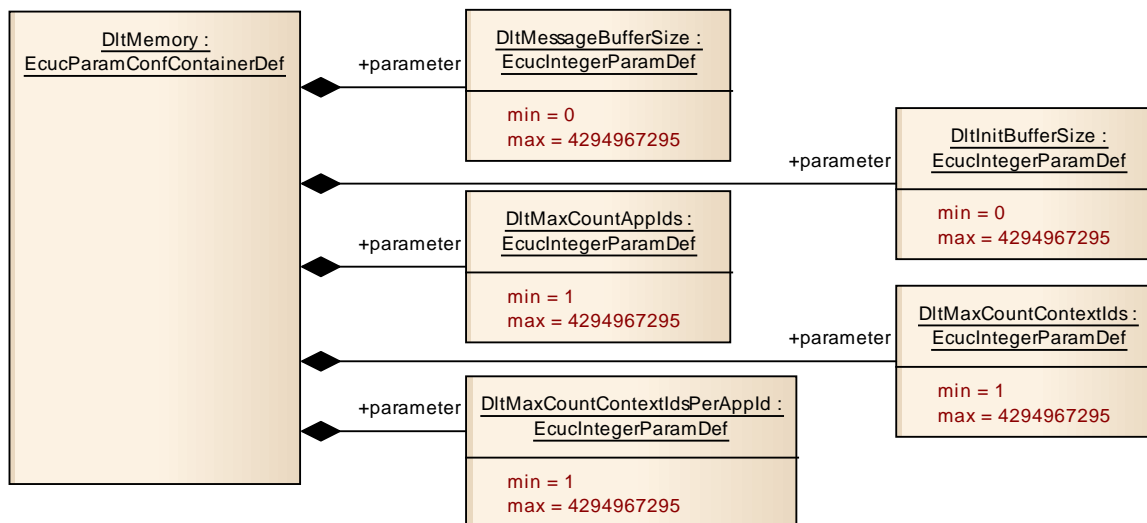 DltMemory :
EcucParamConfContainerDef
+parameter
DltMessageBufferSize :
EcucIntegerParamDef
min = 0
max = 4294967295
+parameter
DltInitBufferSize :
EcucIntegerParamDef
min = 0
max = 4294967295
+parameter
DltMaxCountAppIds :
EcucIntegerParamDef
min = 1
max = 4294967295
+parameter
DltMaxCountContextIds :
EcucIntegerParamDef
min = 1
max = 4294967295
+parameter
DltMaxCountContextIdsPerAppId :
EcucIntegerParamDef
min = 1
max = 4294967295